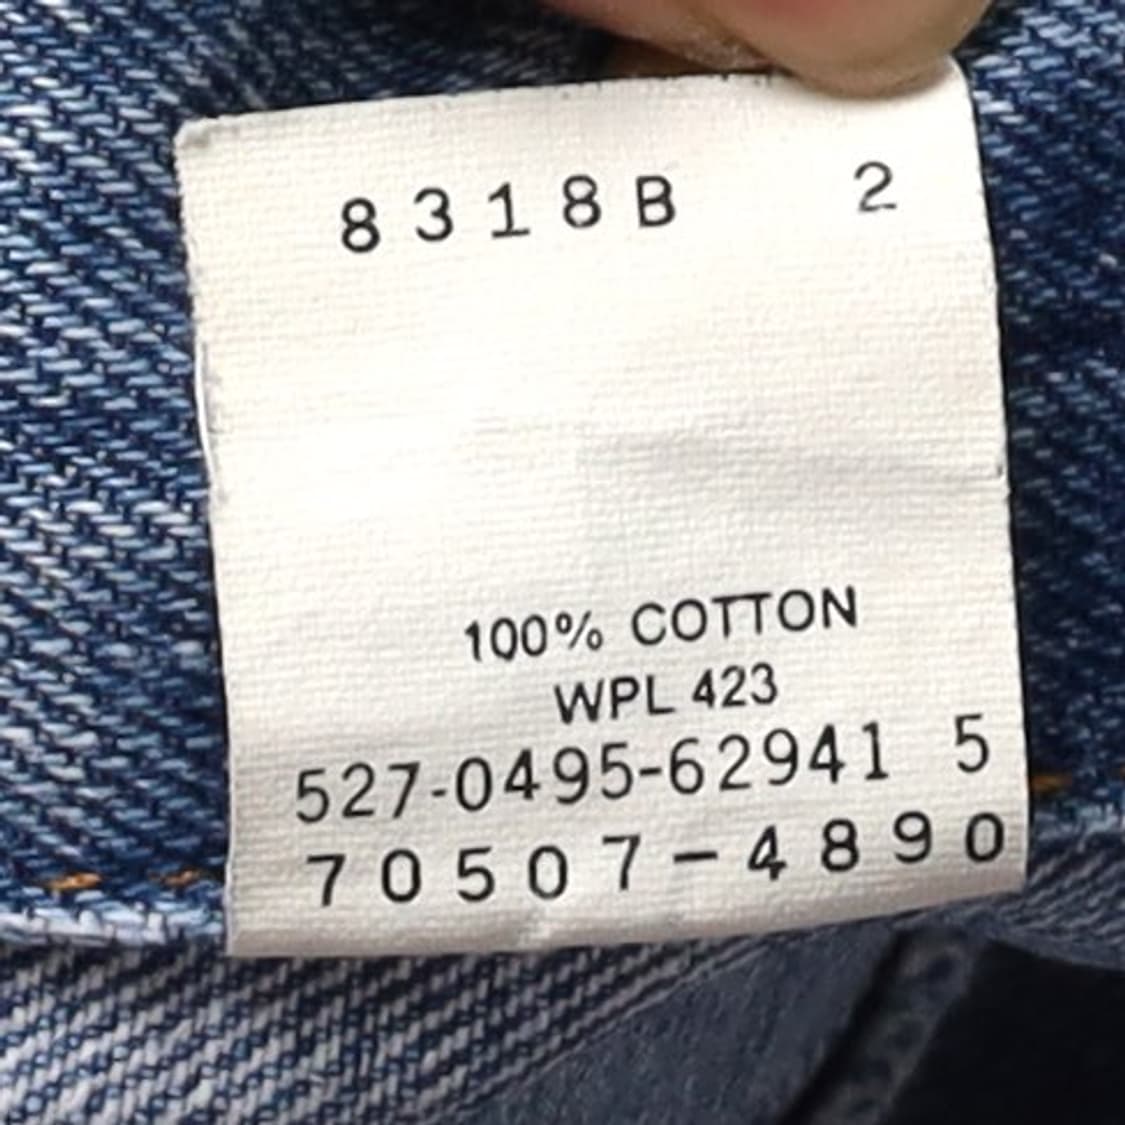 8318B 2
100% COTTON
WPL 423
527-0495-62941 5
70507-4890